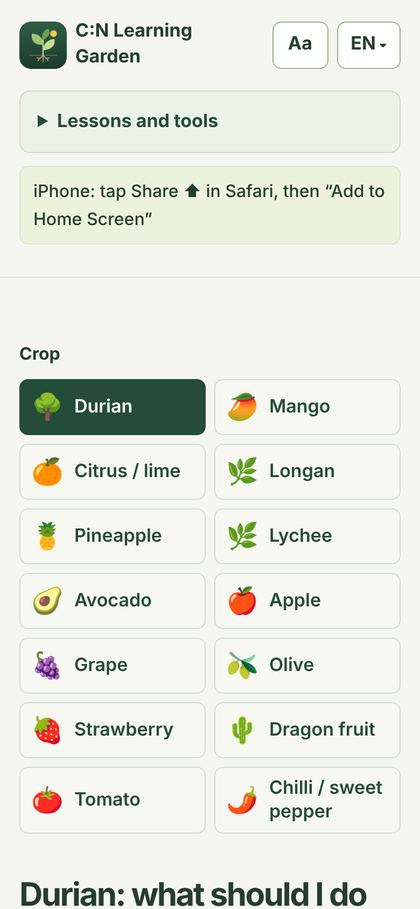 C:N Learning
Garden
Aa
EN
Lessons and tools
iPhone: tap Share ⬆ in Safari, then “Add to
Home Screen”
Crop
Durian
Mango
Citrus / lime
Longan
Pineapple
Lychee
Avocado
Apple
Grape
Olive
Strawberry
Dragon fruit
Tomato
Chilli / sweet
pepper
Durian: what should I do